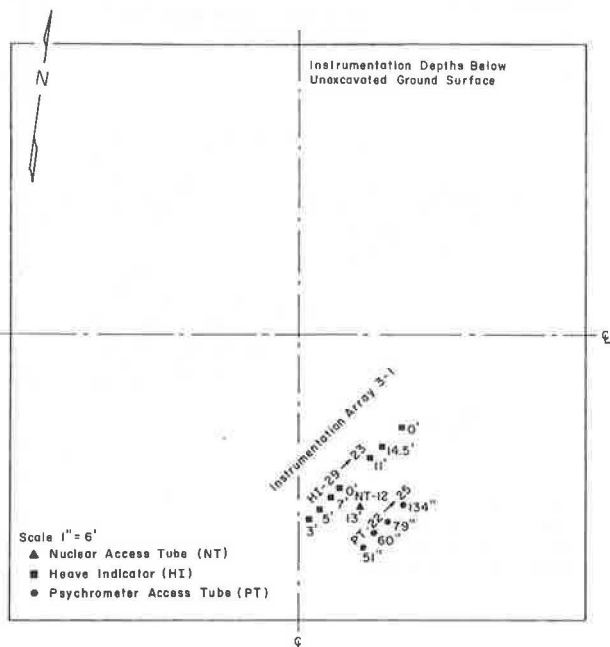 N
Instrumentation Depths Below
Unexcavated Ground Surface
℄
Instrumentation Array 3-1
HI-29 → 23
0'
14.5'
11'
0'
7'
5'
3'
NT-12
13'
PT-22 → 25
134"
79"
60"
51"
Scale 1" = 6'
Nuclear Access Tube (NT)
Heave Indicator (HI)
Psychrometer Access Tube (PT)
℄